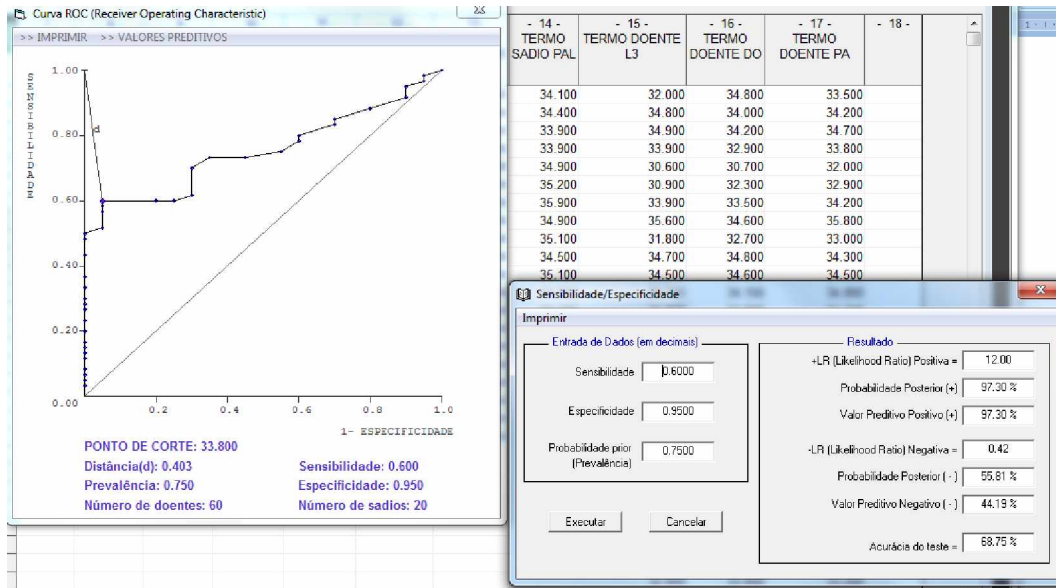 Curva ROC (Receiver Operating Characteristic)
>> IMPRIMIR >> VALORES PREDITIVOS
SENSIBILIDADE
1.00
0.80
0.60
0.40
0.20
0.00
d
0.2 0.4 0.6 0.8 1.0
1- ESPECIFICIDADE
PONTO DE CORTE: 33.800
Distância(d): 0.403 Sensibilidade: 0.600
Prevalência: 0.750 Especificidade: 0.950
Número de doentes: 60 Número de sadios: 20
- 14 - - 15 - - 16 - - 17 - - 18 -
TERMO TERMO DOENTE TERMO TERMO
SADIO PAL L3 DOENTE DO DOENTE PA
34.100 32.000 34.800 33.500
34.400 34.800 34.000 34.200
33.900 34.900 34.200 34.700
33.900 33.900 32.900 33.800
34.900 30.600 30.700 32.000
35.200 30.900 32.300 32.900
35.900 33.900 33.500 34.200
34.900 35.600 34.600 35.800
35.100 31.800 32.700 33.000
34.500 34.700 34.800 34.300
35.100 34.500 34.600 34.500
Sensibilidade/Especificidade
Imprimir
Entrada de Dados (em decimais)
Sensibilidade 0.6000
Especificidade 0.9500
Probabilidade prior
(Prevalência) 0.7500
Executar Cancelar
Resultado
+LR (Likelihood Ratio) Positiva = 12.00
Probabilidade Posterior (+) 97.30 %
Valor Preditivo Positivo (+) 97.30 %
-LR (Likelihood Ratio) Negativa = 0.42
Probabilidade Posterior ( - ) 55.81 %
Valor Preditivo Negativo ( - ) 44.19 %
Acurácia do teste = 68.75 %